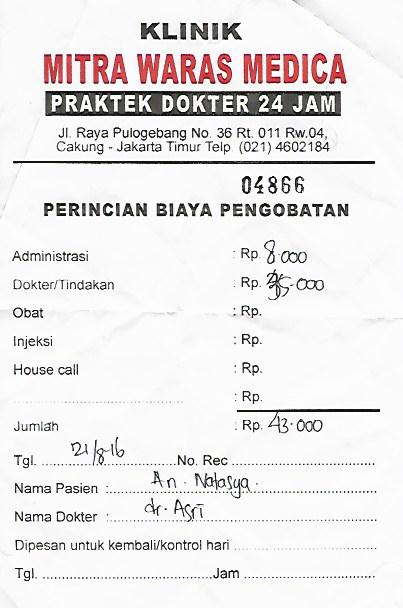 KLINIK
MITRA WARAS MEDICA
PRAKTEK DOKTER 24 JAM
Jl. Raya Pulogebang No. 36 Rt. 011 Rw.04,
Cakung - Jakarta Timur Telp. (021) 4602184
04866
PERINCIAN BIAYA PENGOBATAN
Administrasi : Rp. 8.000
Dokter/Tindakan : Rp. 35.000
Obat : Rp.
Injeksi : Rp.
House call : Rp.
: Rp.
Jumlah : Rp. 43.000
Tgl. 21/8-16 No. Rec
Nama Pasien : An. Natasya.
Nama Dokter : dr. Asri
Dipesan untuk kembali/kontrol hari
Tgl. Jam